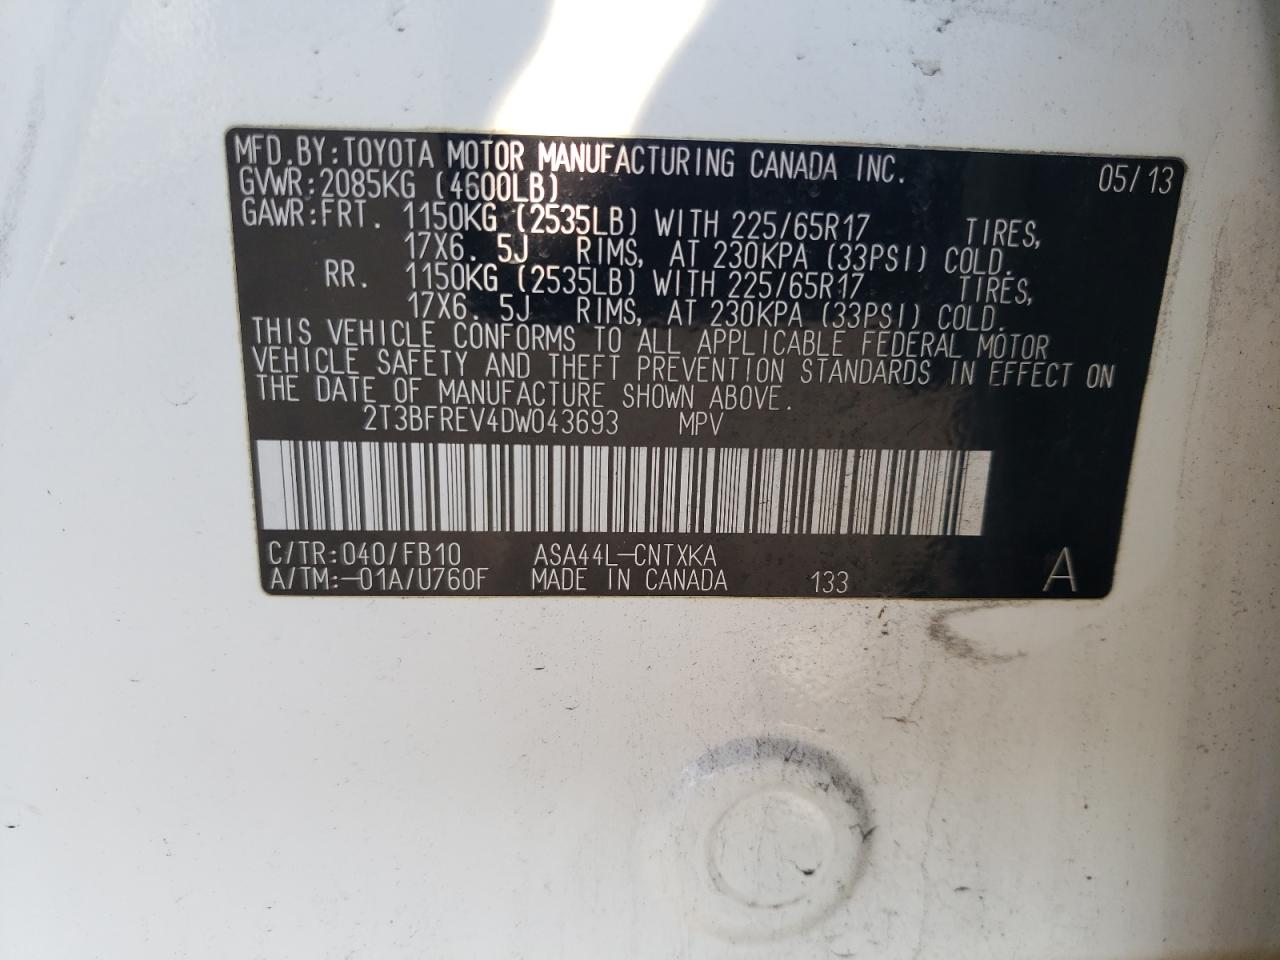 MFD.BY:TOYOTA MOTOR MANUFACTURING CANADA INC. 05/13
GVWR:2085KG (4600LB)
GAWR:FRT. 1150KG (2535LB) WITH 225/65R17 TIRES,
17X6. 5J RIMS, AT 230KPA (33PSI) COLD.
RR. 1150KG (2535LB) WITH 225/65R17 TIRES,
17X6. 5J RIMS, AT 230KPA (33PSI) COLD.
THIS VEHICLE CONFORMS TO ALL APPLICABLE FEDERAL MOTOR
VEHICLE SAFETY AND THEFT PREVENTION STANDARDS IN EFFECT ON
THE DATE OF MANUFACTURE SHOWN ABOVE.
2T3BFREV4DW043693 MPV
C/TR:040/FB10 ASA44L-CNTXKA
A/TM:-01A/U760F MADE IN CANADA 133 A